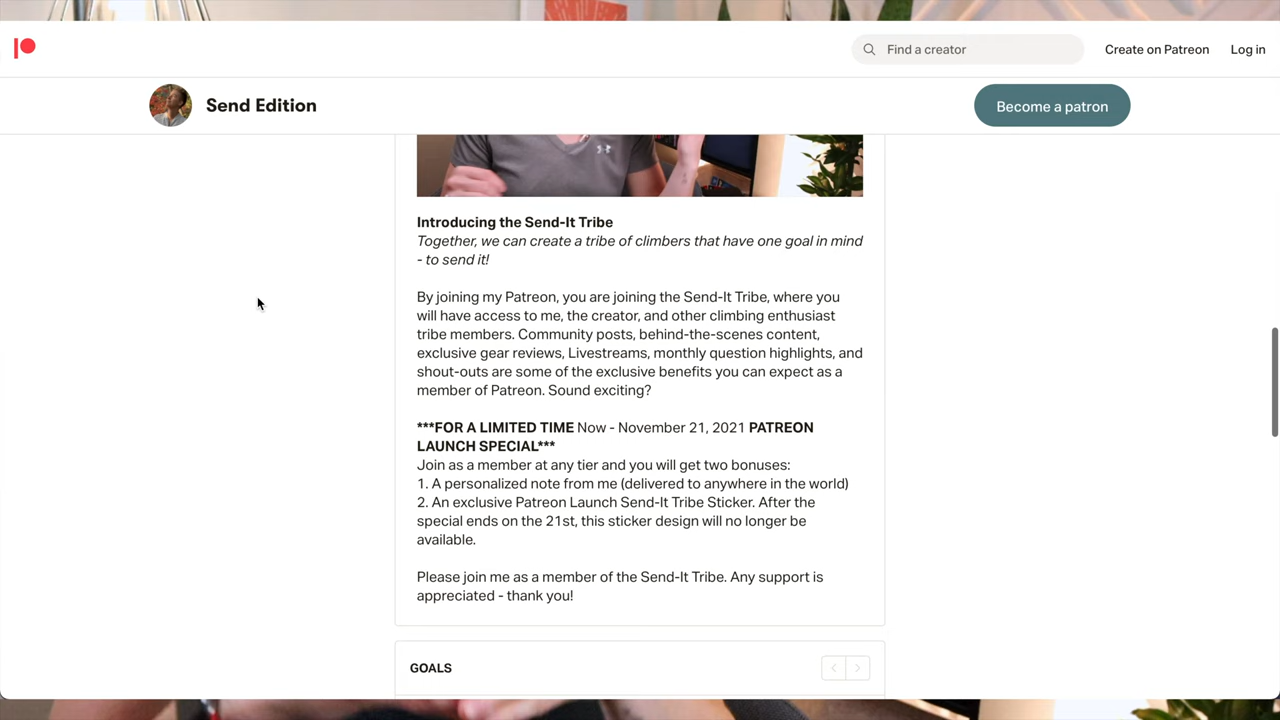 Find a creator
Create on Patreon
Log in
Send Edition
Become a patron
Introducing the Send-It Tribe
Together, we can create a tribe of climbers that have one goal in mind
- to send it!
By joining my Patreon, you are joining the Send-It Tribe, where you
will have access to me, the creator, and other climbing enthusiast
tribe members. Community posts, behind-the-scenes content,
exclusive gear reviews, Livestreams, monthly question highlights, and
shout-outs are some of the exclusive benefits you can expect as a
member of Patreon. Sound exciting?
***FOR A LIMITED TIME Now - November 21, 2021 PATREON
LAUNCH SPECIAL***
Join as a member at any tier and you will get two bonuses:
1. A personalized note from me (delivered to anywhere in the world)
2. An exclusive Patreon Launch Send-It Tribe Sticker. After the
special ends on the 21st, this sticker design will no longer be
available.
Please join me as a member of the Send-It Tribe. Any support is
appreciated - thank you!
GOALS